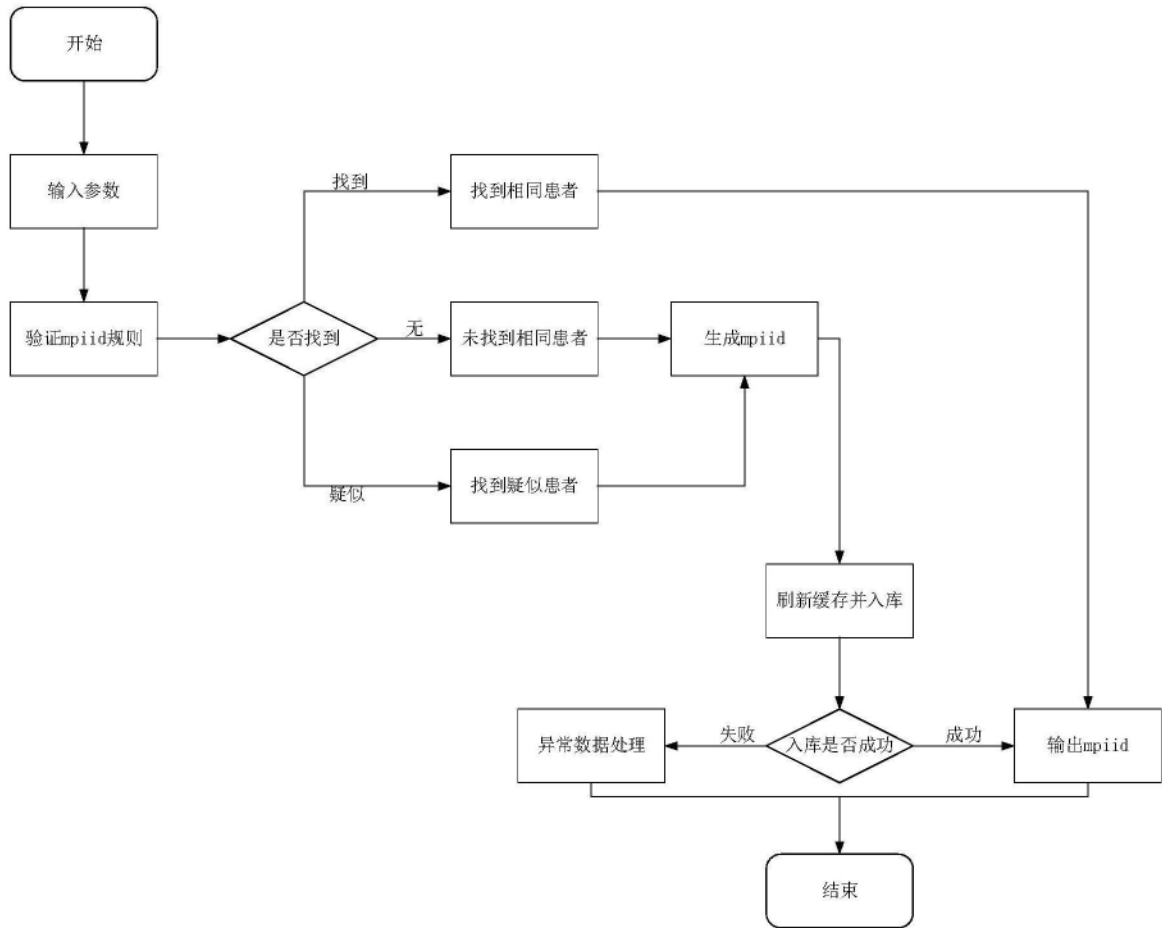 开始
输入参数
找到
找到相同患者
验证mpiid规则
是否找到
无
未找到相同患者
生成mpiid
疑似
找到疑似患者
刷新缓存并入库
异常数据处理
失败
入库是否成功
成功
输出mpiid
结束